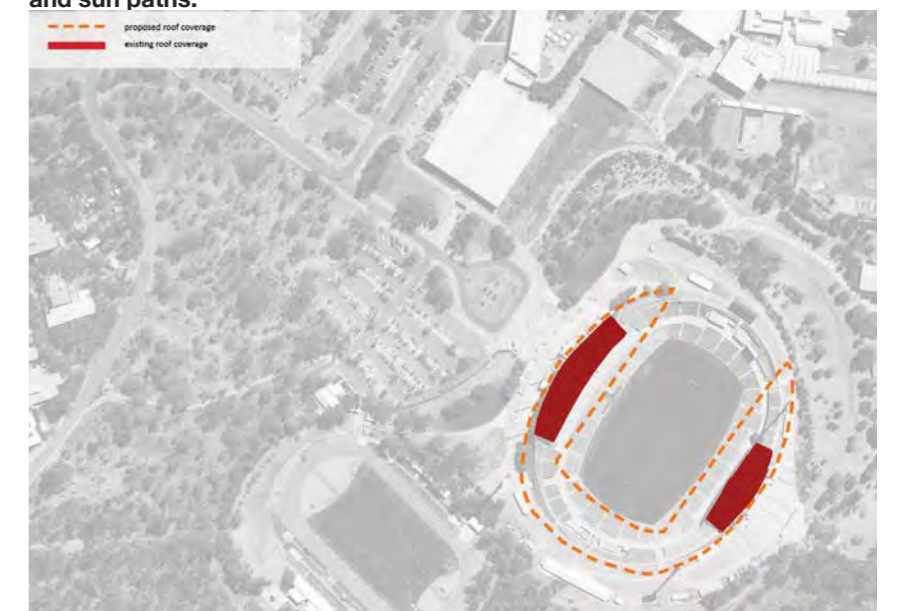 and sun paths.
proposed roof coverage
existing roof coverage